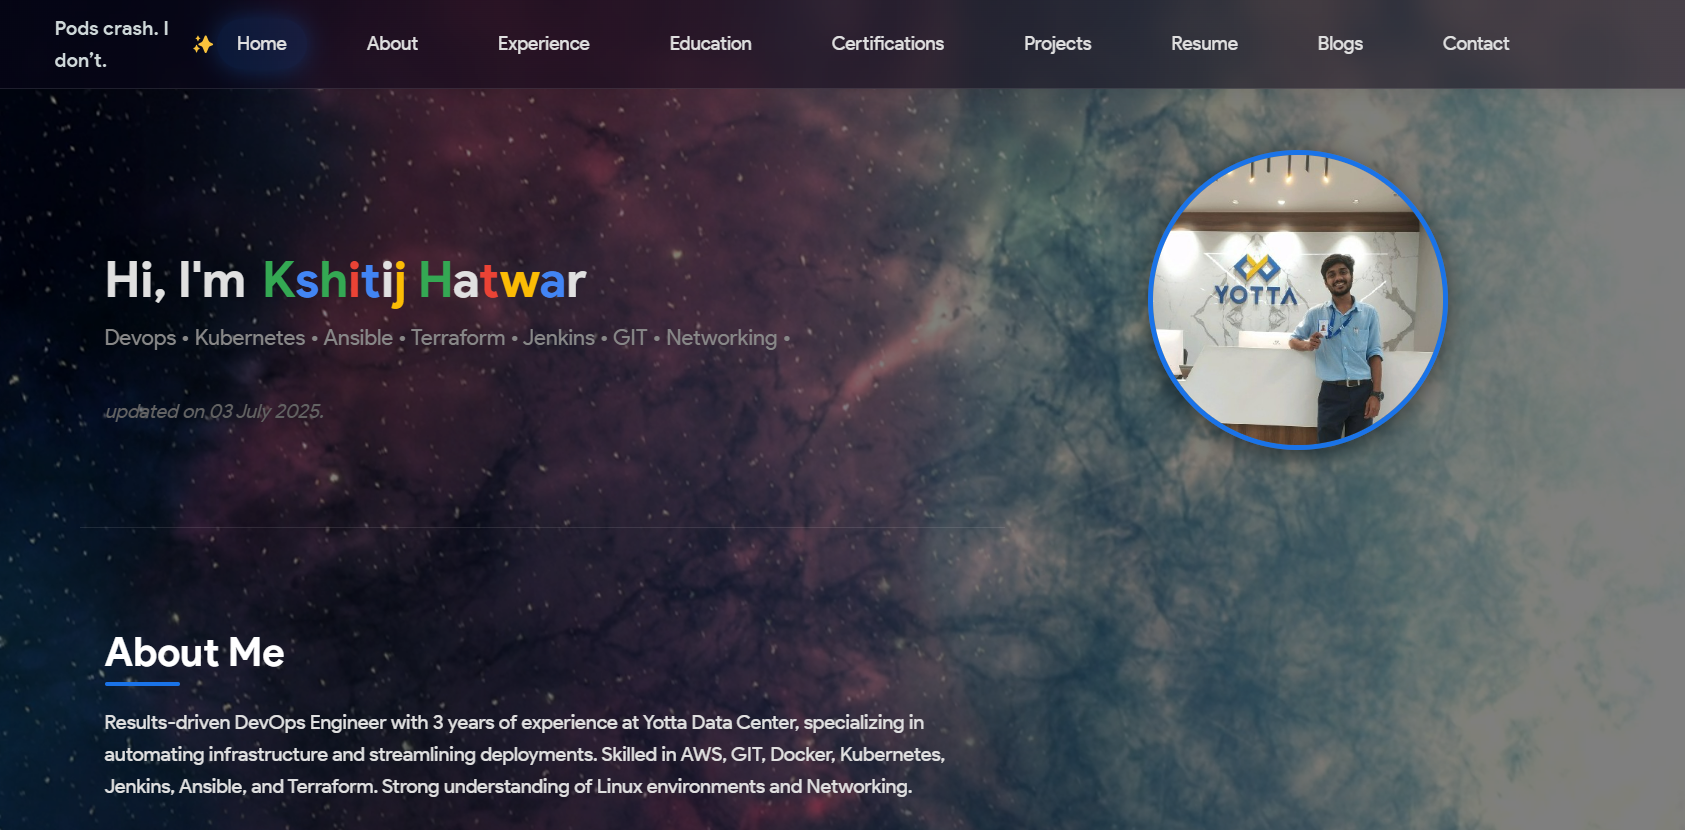 Pods crash. I
don’t.
✨ Home About Experience Education Certifications Projects Resume Blogs Contact
YOTTA
Hi, I'm Kshitij Hatwar
Devops • Kubernetes • Ansible • Terraform • Jenkins • GIT • Networking •
updated on 03 July 2025.
About Me
Results-driven DevOps Engineer with 3 years of experience at Yotta Data Center, specializing in
automating infrastructure and streamlining deployments. Skilled in AWS, GIT, Docker, Kubernetes,
Jenkins, Ansible, and Terraform. Strong understanding of Linux environments and Networking.